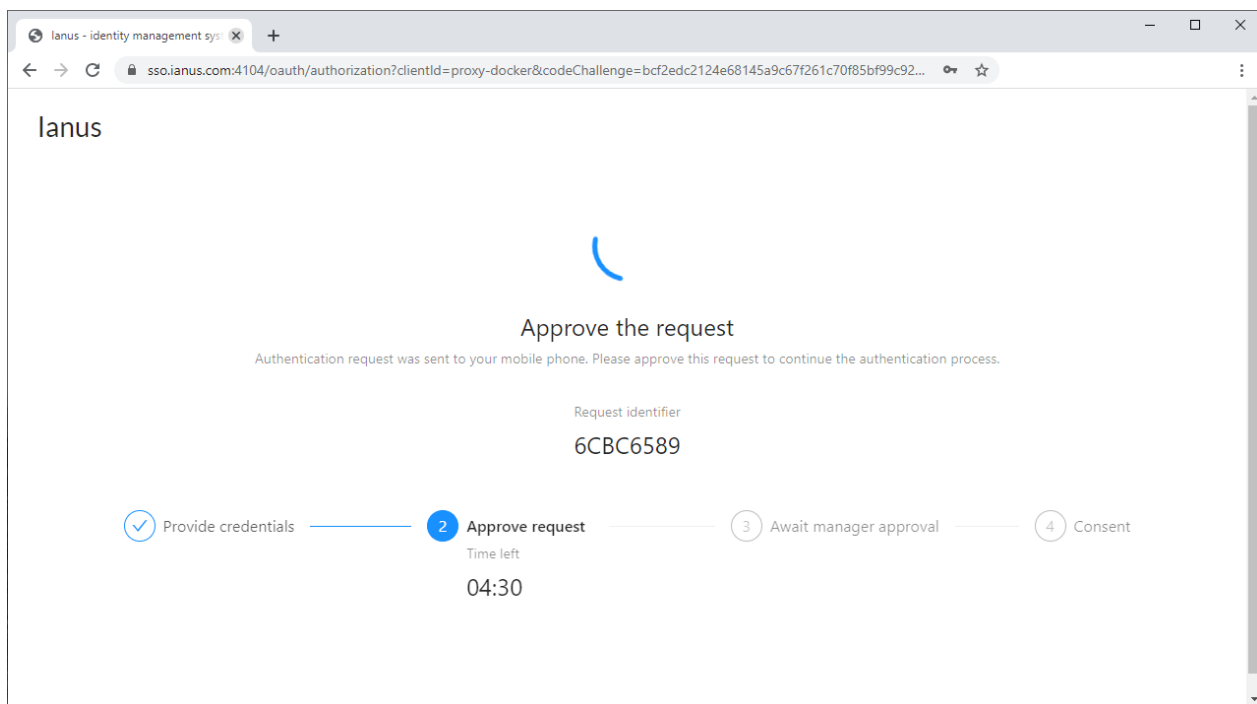 Ianus - identity management sys
sso.ianus.com:4104/oauth/authorization?clientId=proxy-docker&codeChallenge=bcf2edc2124e68145a9c67f261c70f85bf99c92...
Ianus
Approve the request
Authentication request was sent to your mobile phone. Please approve this request to continue the authentication process.
Request identifier
6CBC6589
Provide credentials
2 Approve request
3 Await manager approval
4 Consent
Time left
04:30